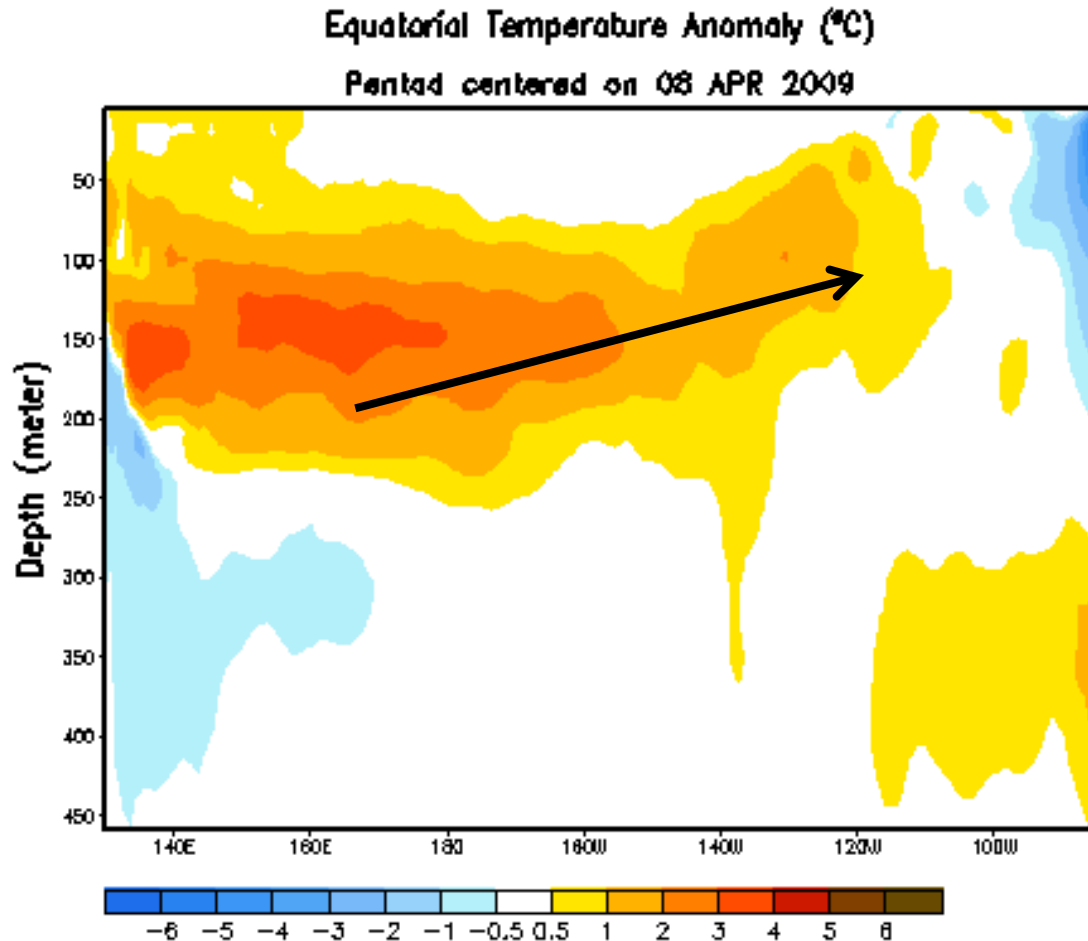 Equatorial Temperature Anomaly (°C)
Pentad centered on 08 APR 2009
Depth (meter)
50
100
150
200
250
300
350
400
450
140E 160E 180 160W 140W 120W 100W
-6 -5 -4 -3 -2 -1 -0.5 0.5 1 2 3 4 5 6